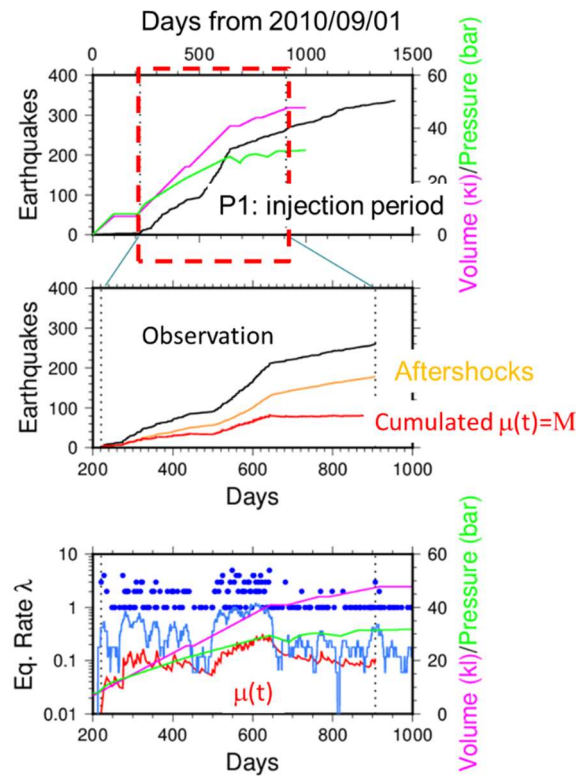 Days from 2010/09/01
0 500 1000 1500
400 60
300 40
200
100 20
0 0
Earthquakes
Volume (kl)/Pressure (bar)
P1: injection period
400
300
200
100
0
Earthquakes
Observation
Aftershocks
Cumulated μ(t)=M
200 400 600 800 1000
Days
10 60
50
1 40
30
0.1 20
10
0.01 0
Eq. Rate λ
Volume (kl)/Pressure (bar)
μ(t)
200 400 600 800 1000
Days